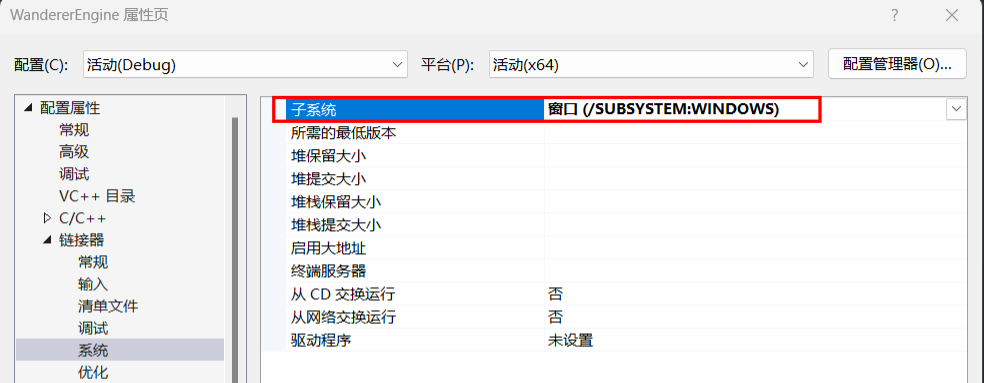 WandererEngine 属性页
配置(C): 活动(Debug) 平台(P): 活动(x64) 配置管理器(O)...
配置属性
常规
高级
调试
VC++ 目录
C/C++
链接器
常规
输入
清单文件
调试
系统
优化
子系统 窗口 (/SUBSYSTEM:WINDOWS)
所需的最低版本
堆保留大小
堆提交大小
堆栈保留大小
堆栈提交大小
启用大地址
终端服务器
从 CD 交换运行 否
从网络交换运行 否
驱动程序 未设置